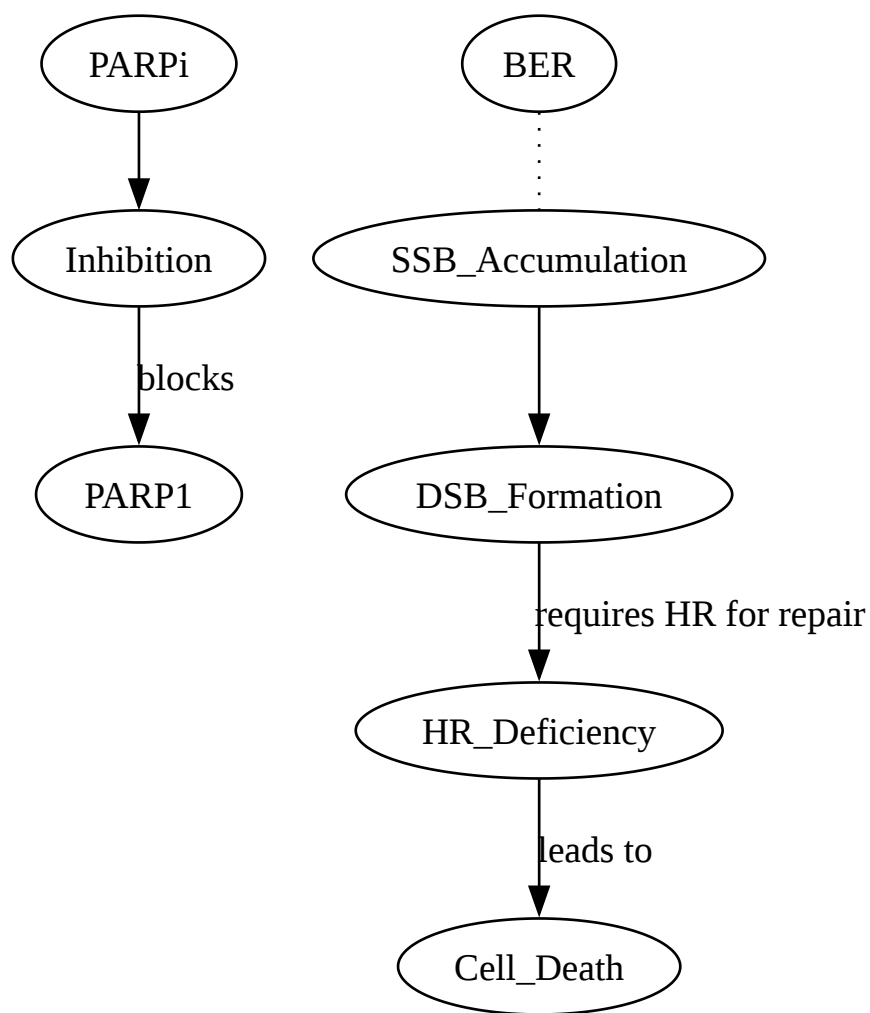 PARPi
BER
Inhibition
SSB_Accumulation
blocks
PARP1
DSB_Formation
requires HR for repair
HR_Deficiency
leads to
Cell_Death